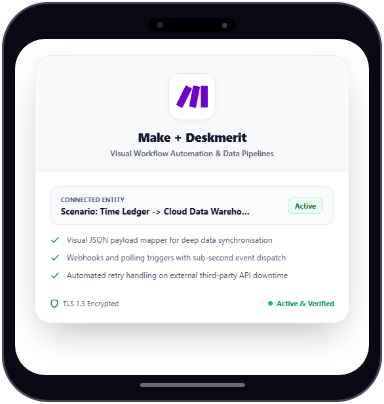 Make + Deskmerit
Visual Workflow Automation & Data Pipelines
CONNECTED ENTITY
Scenario: Time Ledger -> Cloud Data Wareho...
Active
Visual JSON payload mapper for deep data synchronisation
Webhooks and polling triggers with sub-second event dispatch
Automated retry handling on external third-party API downtime
TLS 1.3 Encrypted
Active & Verified